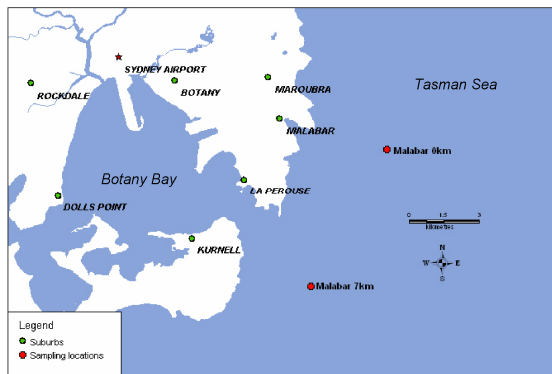 SYDNEY AIRPORT
ROCKDALE
BOTANY
MAROUBRA
Tasman Sea
MALABAR
Malabar 0km
Botany Bay
LA PEROUSE
DOLLS POINT
0 1.5 3
kilometres
KURNELL
N
W E
S
Malabar 7km
Legend
Suburbs
Sampling locations